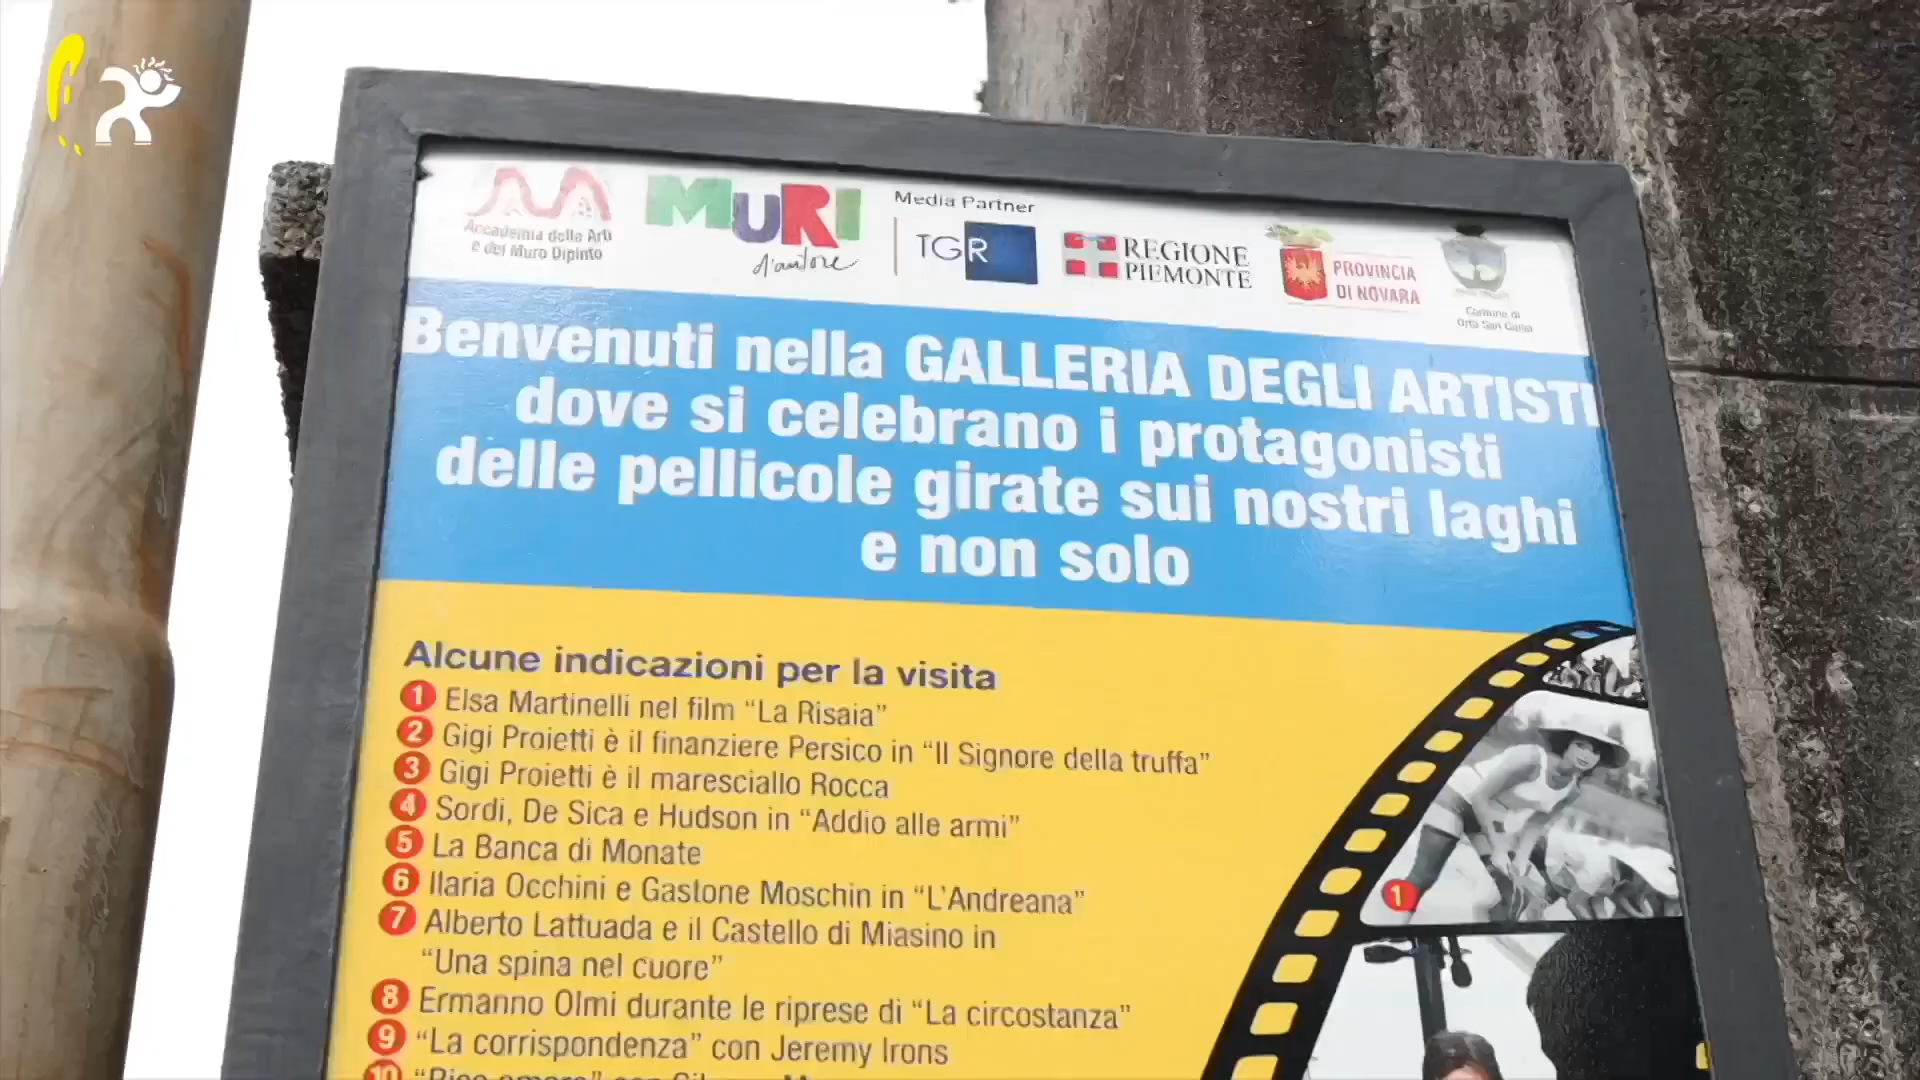 Accademia delle Arti
e del Muro Dipinto
MuRI
d'autore
Media Partner
TGR
REGIONE
PIEMONTE
PROVINCIA
DI NOVARA
Comune di
Orta San Giulio
Benvenuti nella GALLERIA DEGLI ARTISTI
dove si celebrano i protagonisti
delle pellicole girate sui nostri laghi
e non solo
Alcune indicazioni per la visita
1 Elsa Martinelli nel film “La Risaia”
2 Gigi Proietti è il finanziere Persico in “Il Signore della truffa”
3 Gigi Proietti è il maresciallo Rocca
4 Sordi, De Sica e Hudson in “Addio alle armi”
5 La Banca di Monate
6 Ilaria Occhini e Gastone Moschin in “L'Andreana”
7 Alberto Lattuada e il Castello di Miasino in
“Una spina nel cuore”
8 Ermanno Olmi durante le riprese di “La circostanza”
9 “La corrispondenza” con Jeremy Irons
10
1